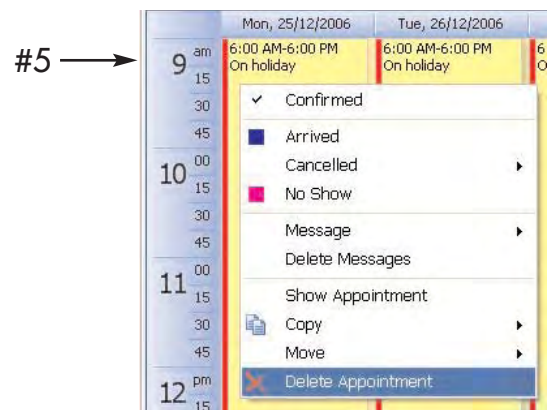 Mon, 25/12/2006 Tue, 26/12/2006
#5
9 am 6:00 AM-6:00 PM 6:00 AM-6:00 PM 6
On holiday On holiday O
15
30 Confirmed
45 Arrived
10 00 Cancelled
15 No Show
30 Message
45 Delete Messages
11 00
15 Show Appointment
30 Copy
45 Move
12 pm Delete Appointment
15